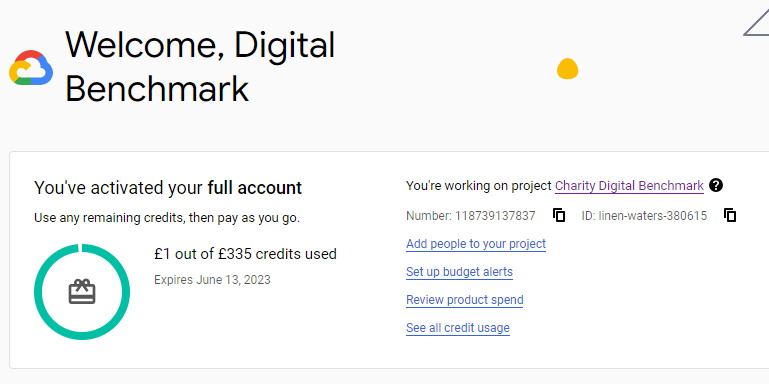 Welcome, Digital
Benchmark
You've activated your full account
Use any remaining credits, then pay as you go.
£1 out of £335 credits used
Expires June 13, 2023
You're working on project Charity Digital Benchmark
Number: 118739137837 ID: linen-waters-380615
Add people to your project
Set up budget alerts
Review product spend
See all credit usage